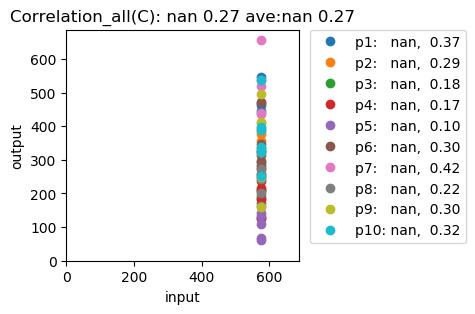 Correlation_all(C): nan 0.27 ave:nan 0.27
output
600
500
400
300
200
100
0
0
200
400
600
input
p1: nan, 0.37
p2: nan, 0.29
p3: nan, 0.18
p4: nan, 0.17
p5: nan, 0.10
p6: nan, 0.30
p7: nan, 0.42
p8: nan, 0.22
p9: nan, 0.30
p10: nan, 0.32